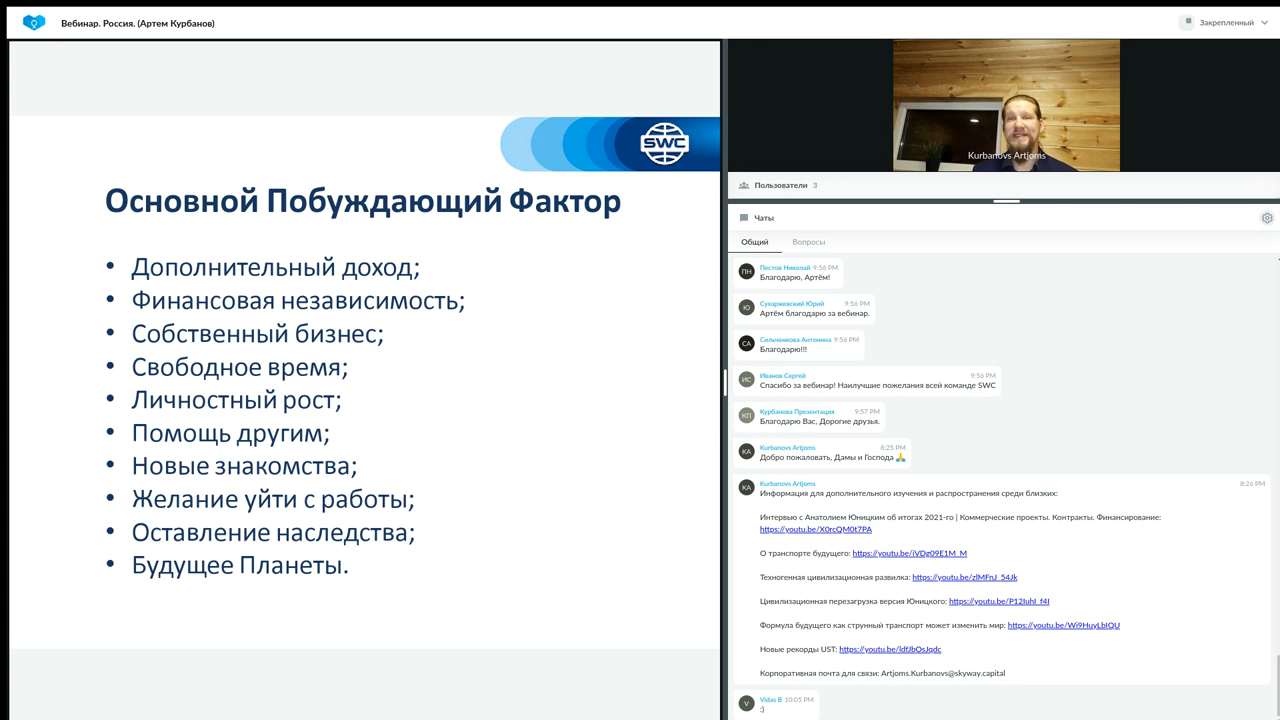 Вебинар. Россия. (Артем Курбанов)
Закрепленный
SWC
Основной Побуждающий Фактор
• Дополнительный доход;
• Финансовая независимость;
• Собственный бизнес;
• Свободное время;
• Личностный рост;
• Помощь другим;
• Новые знакомства;
• Желание уйти с работы;
• Оставление наследства;
• Будущее Планеты.
Kurbanovs Artjoms
Пользователи 3
Чаты
Общий Вопросы
ПН Пестов Николай 9:56 PM
Благодарю, Артём!
Ю Сухаржевский Юрий 9:56 PM
Артём благодарю за вебинар.
СА Сильченкова Антонина 9:56 PM
Благодарю!!!
ИС Иванов Сергей 9:56 PM
Спасибо за вебинар! Наилучшие пожелания всей команде SWC
КП Курбанова Презентация 9:57 PM
Благодарю Вас, Дорогие друзья.
KA Kurbanovs Artjoms 8:25 PM
Добро пожаловать, Дамы и Господа 🙏
KA Kurbanovs Artjoms 8:26 PM
Информация для дополнительного изучения и распространения среди близких:
Интервью с Анатолием Юницким об итогах 2021-го | Коммерческие проекты. Контракты. Финансирование:
https://youtu.be/X0rcQM0t7PA
О транспорте будущего: https://youtu.be/iVDg09E1M_M
Техногенная цивилизационная развилка: https://youtu.be/zlMFnJ_54Jk
Цивилизационная перезагрузка версия Юницкого: https://youtu.be/P12IuhI_f4I
Формула будущего как струнный транспорт может изменить мир: https://youtu.be/Wi9HuyLbIQU
Новые рекорды UST: https://youtu.be/ldfJbOsJqdc
Корпоративная почта для связи: Artjoms.Kurbanovs@skyway.capital
V Vidas B 10:05 PM
:)